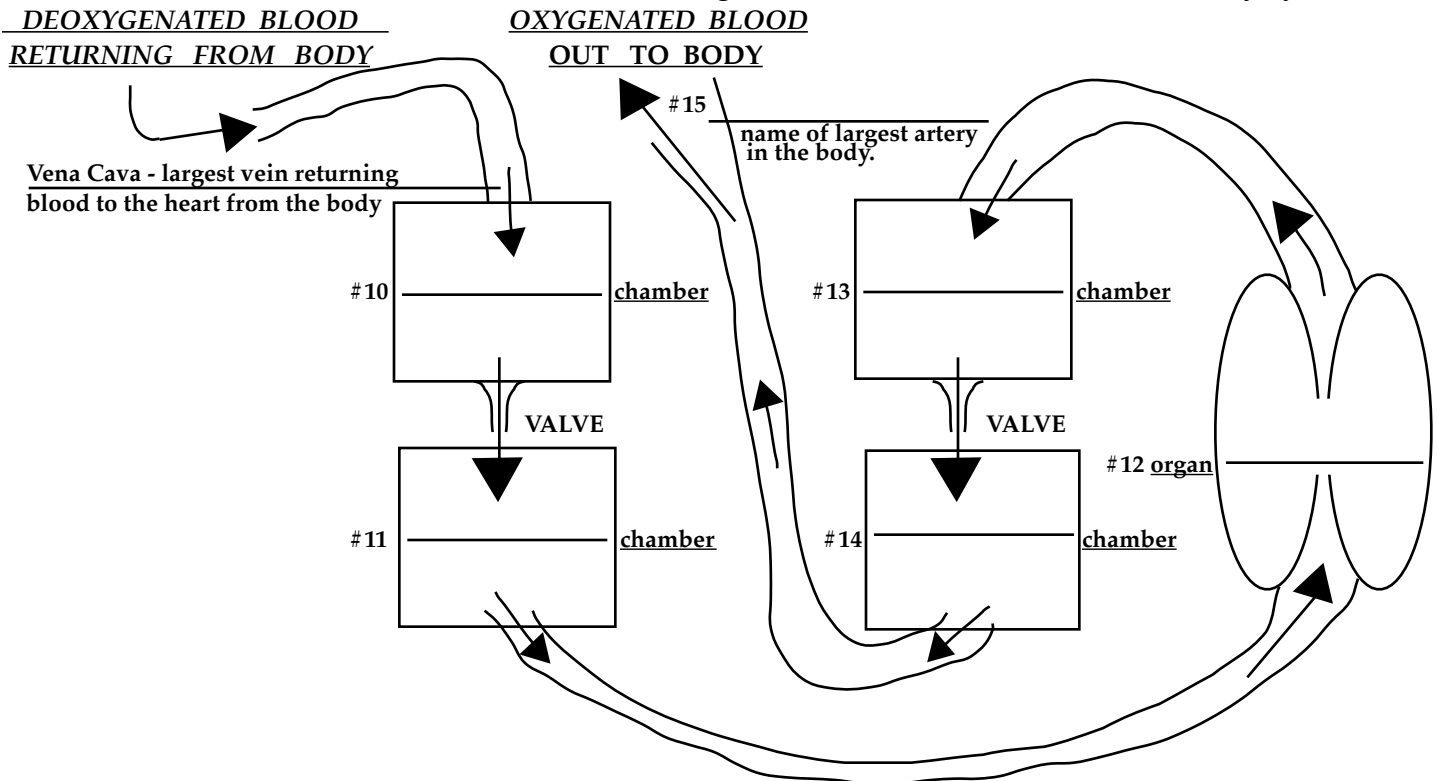 DEOXYGENATED BLOOD
RETURNING FROM BODY
OXYGENATED BLOOD
OUT TO BODY
#15
name of largest artery
in the body.
Vena Cava - largest vein returning
blood to the heart from the body
#10
chamber
#13
chamber
VALVE
VALVE
#12 organ
#11
chamber
#14
chamber